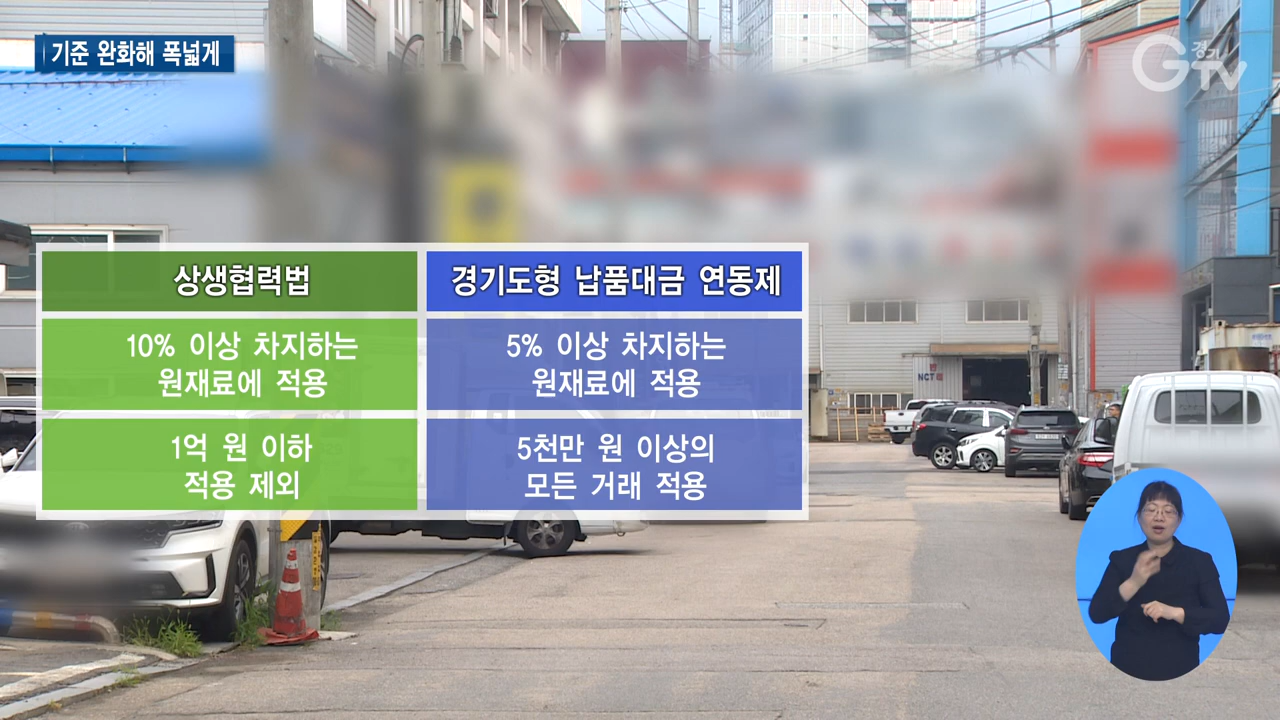 기준 완화해 폭넓게
경기
GTV
상생협력법
경기도형 납품대금 연동제
10% 이상 차지하는
원재료에 적용
5% 이상 차지하는
원재료에 적용
1억 원 이하
적용 제외
5천만 원 이상의
모든 거래 적용
NCT